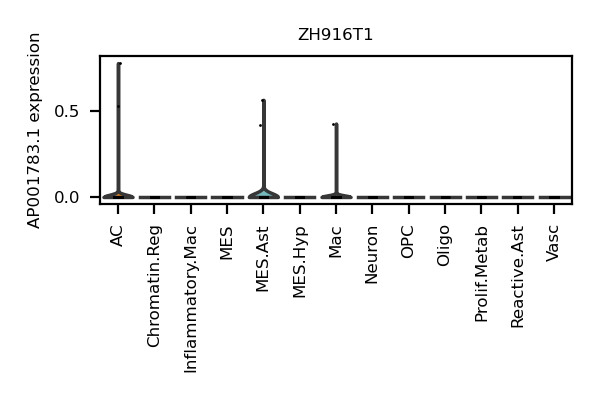 ZH916T1
AP001783.1 expression
0.5
0.0
AC
Chromatin.Reg
Inflammatory.Mac
MES
MES.Ast
MES.Hyp
Mac
Neuron
OPC
Oligo
Prolif.Metab
Reactive.Ast
Vasc